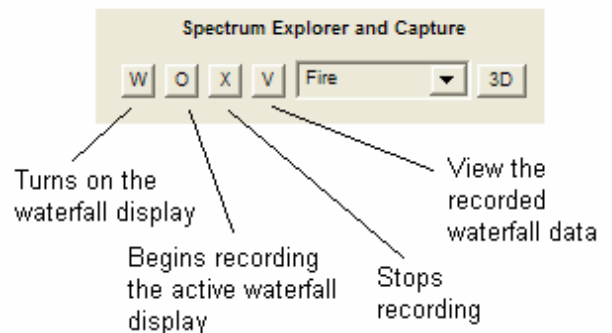 Spectrum Explorer and Capture
W O X V Fire 3D
Turns on the
waterfall display
View the
recorded
waterfall data
Begins recording
the active waterfall
display
Stops
recording